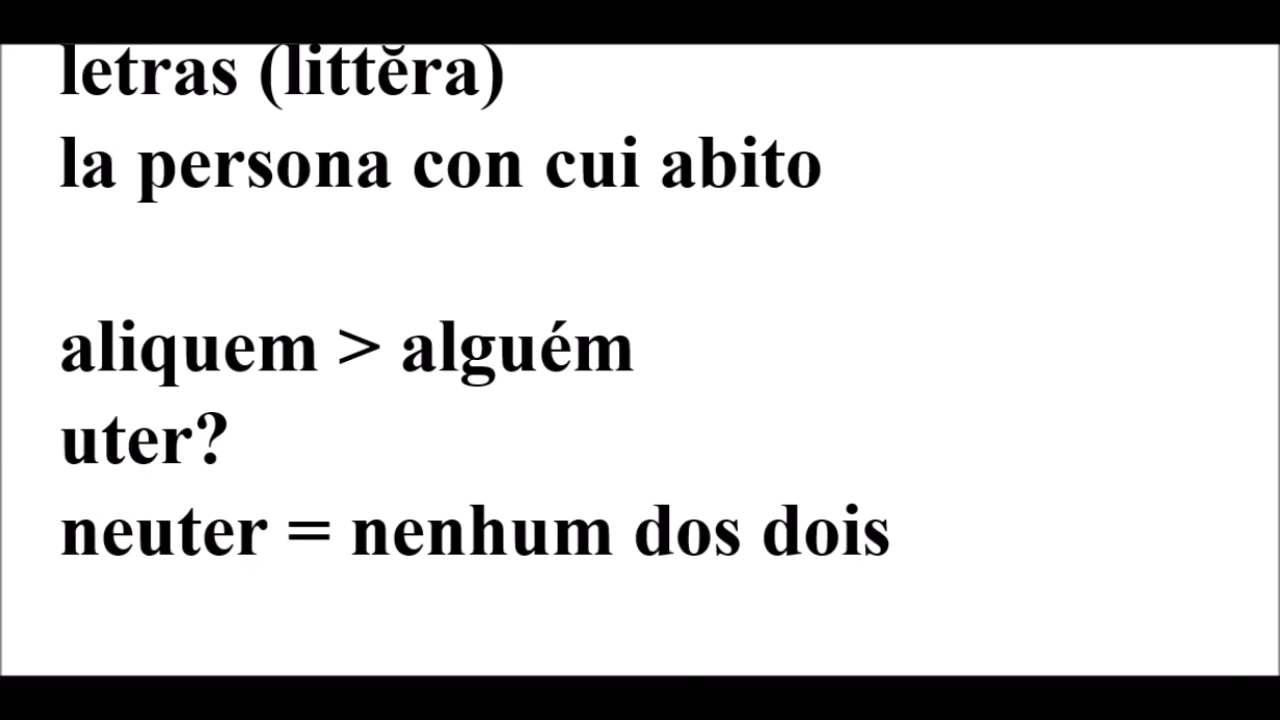 letras (littĕra)
la persona con cui abito
aliquem > alguém
uter?
neuter = nenhum dos dois